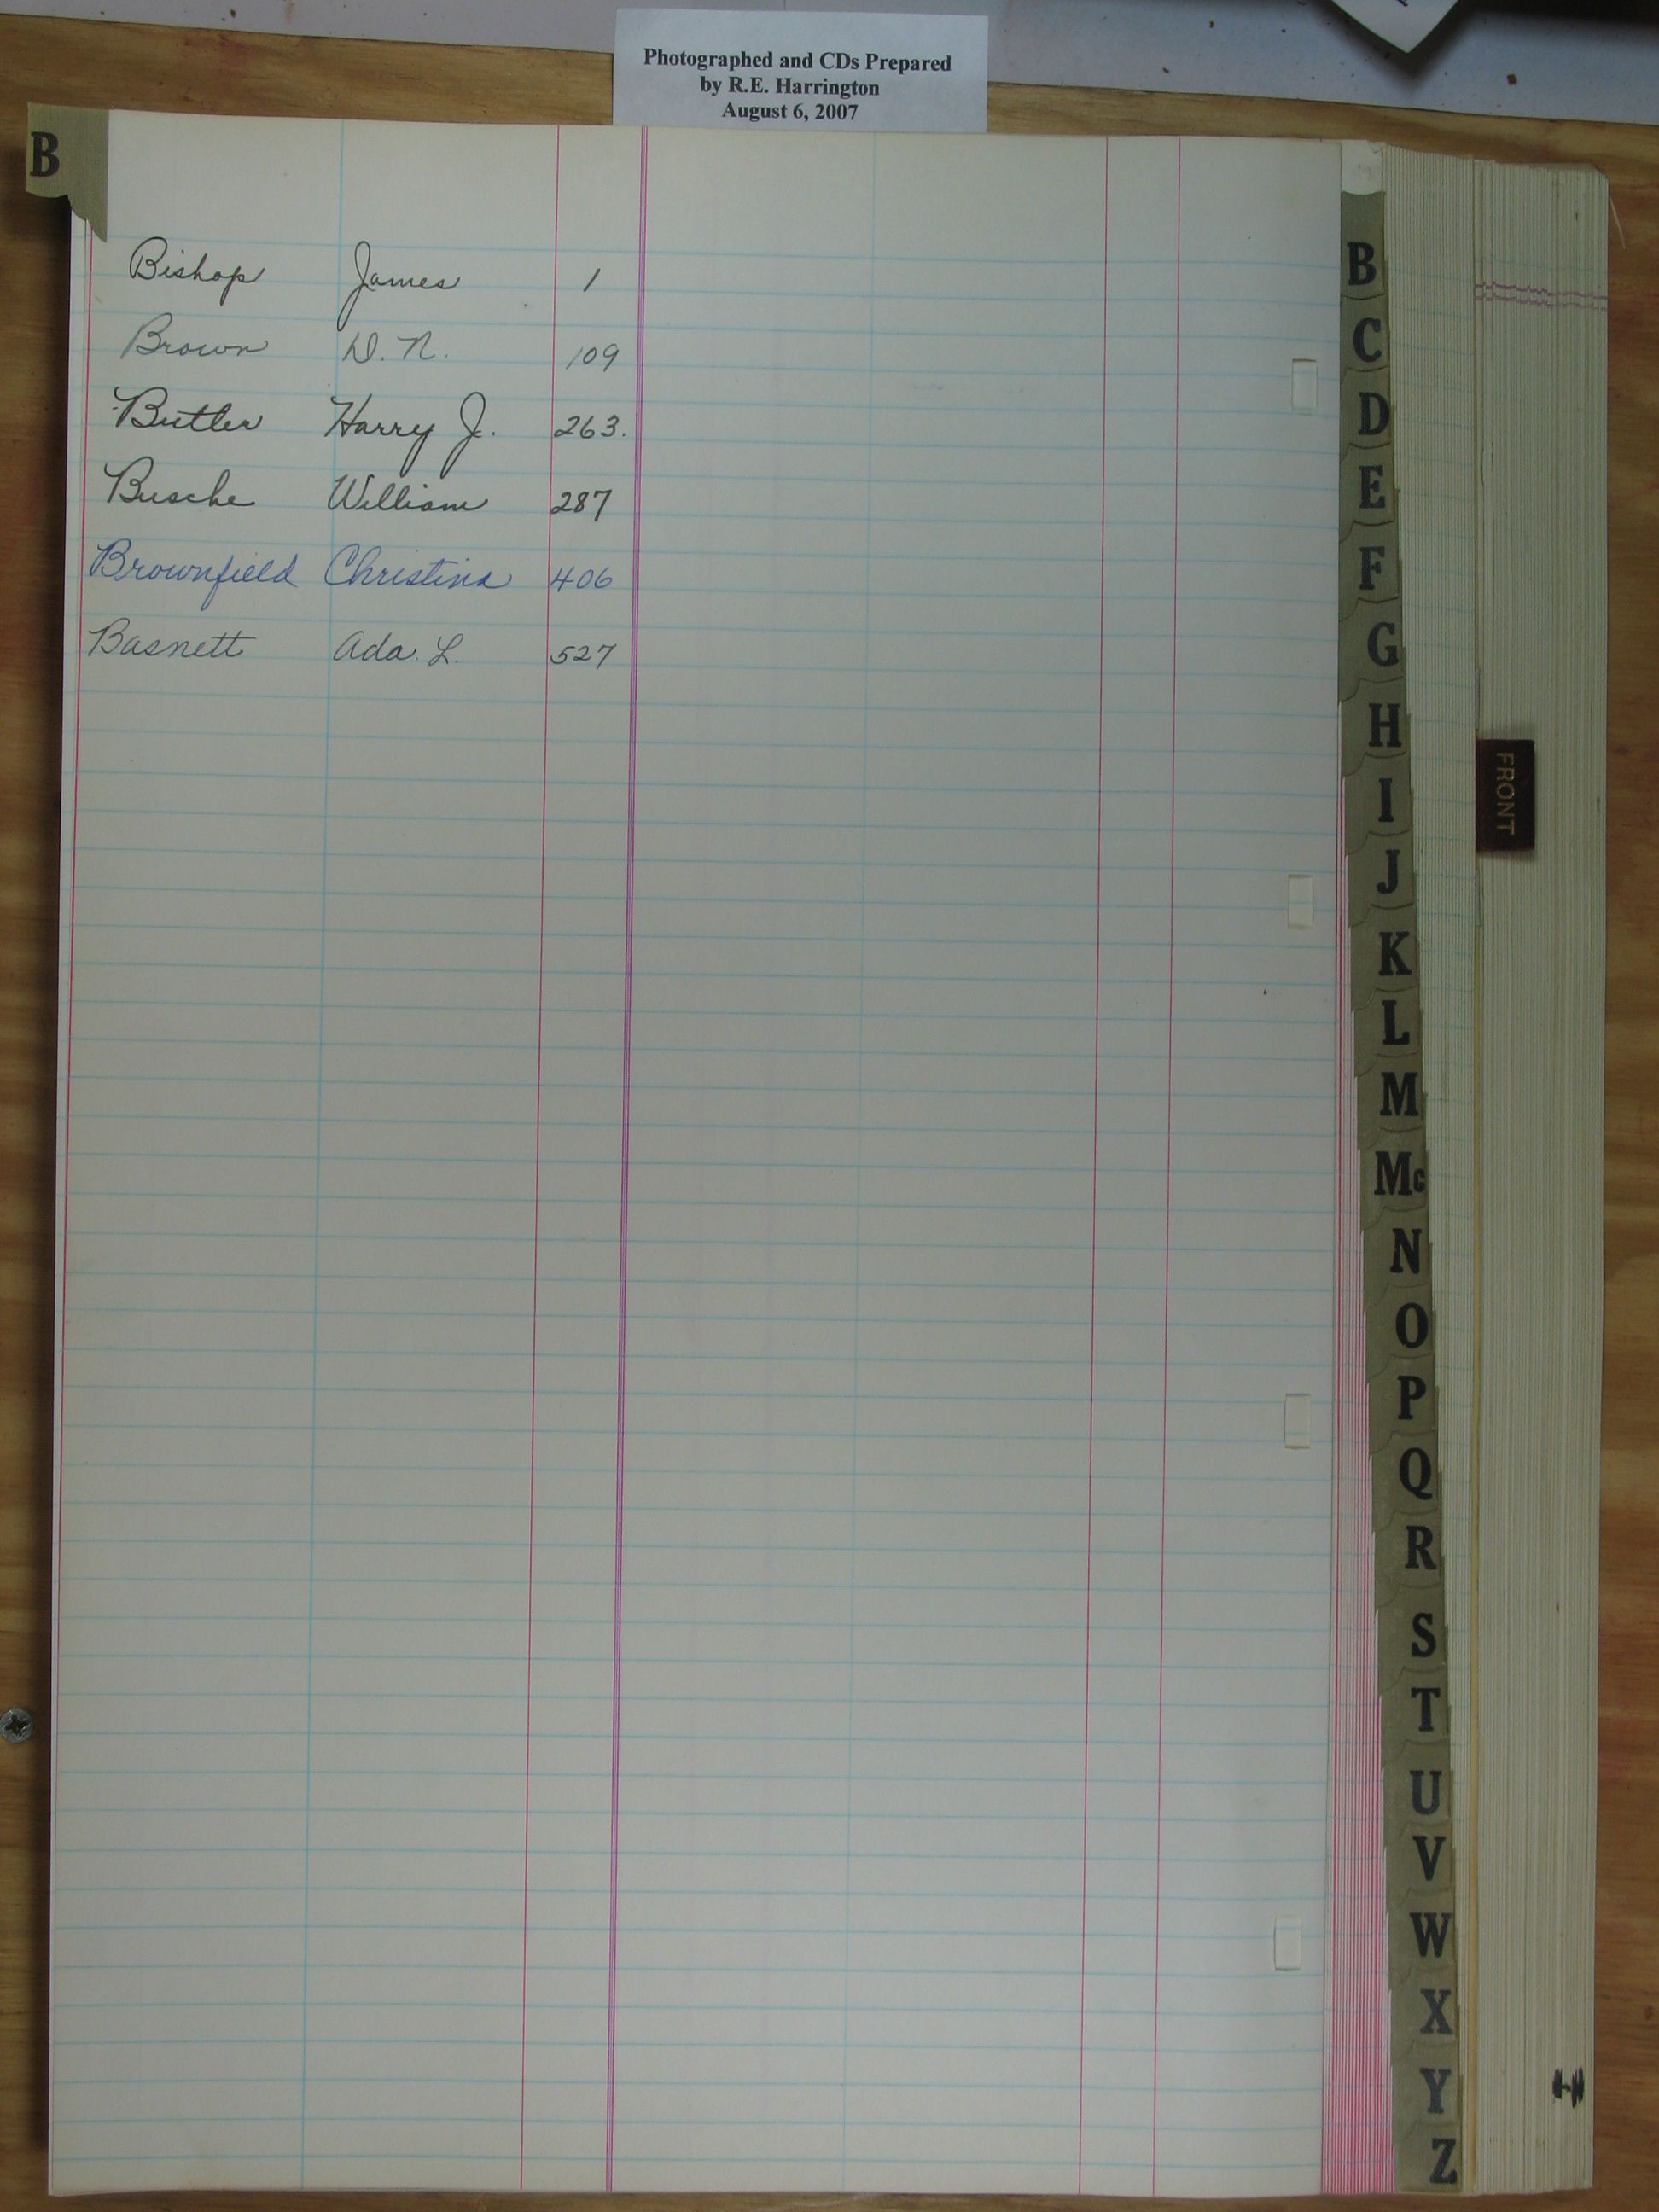 Photographed and CDs Prepared
by R.E. Harrington
August 6, 2007
B
Bishop James 1
Brown D. N. 109
Butler Harry J. 263.
Busche William 287
Brownfield Christina 406
Basnett Ada. L. 527
B
C
D
E
F
G
H
I
J
K
L
M
Mc
N
O
P
Q
R
S
T
U
V
W
X
Y
Z
FRONT